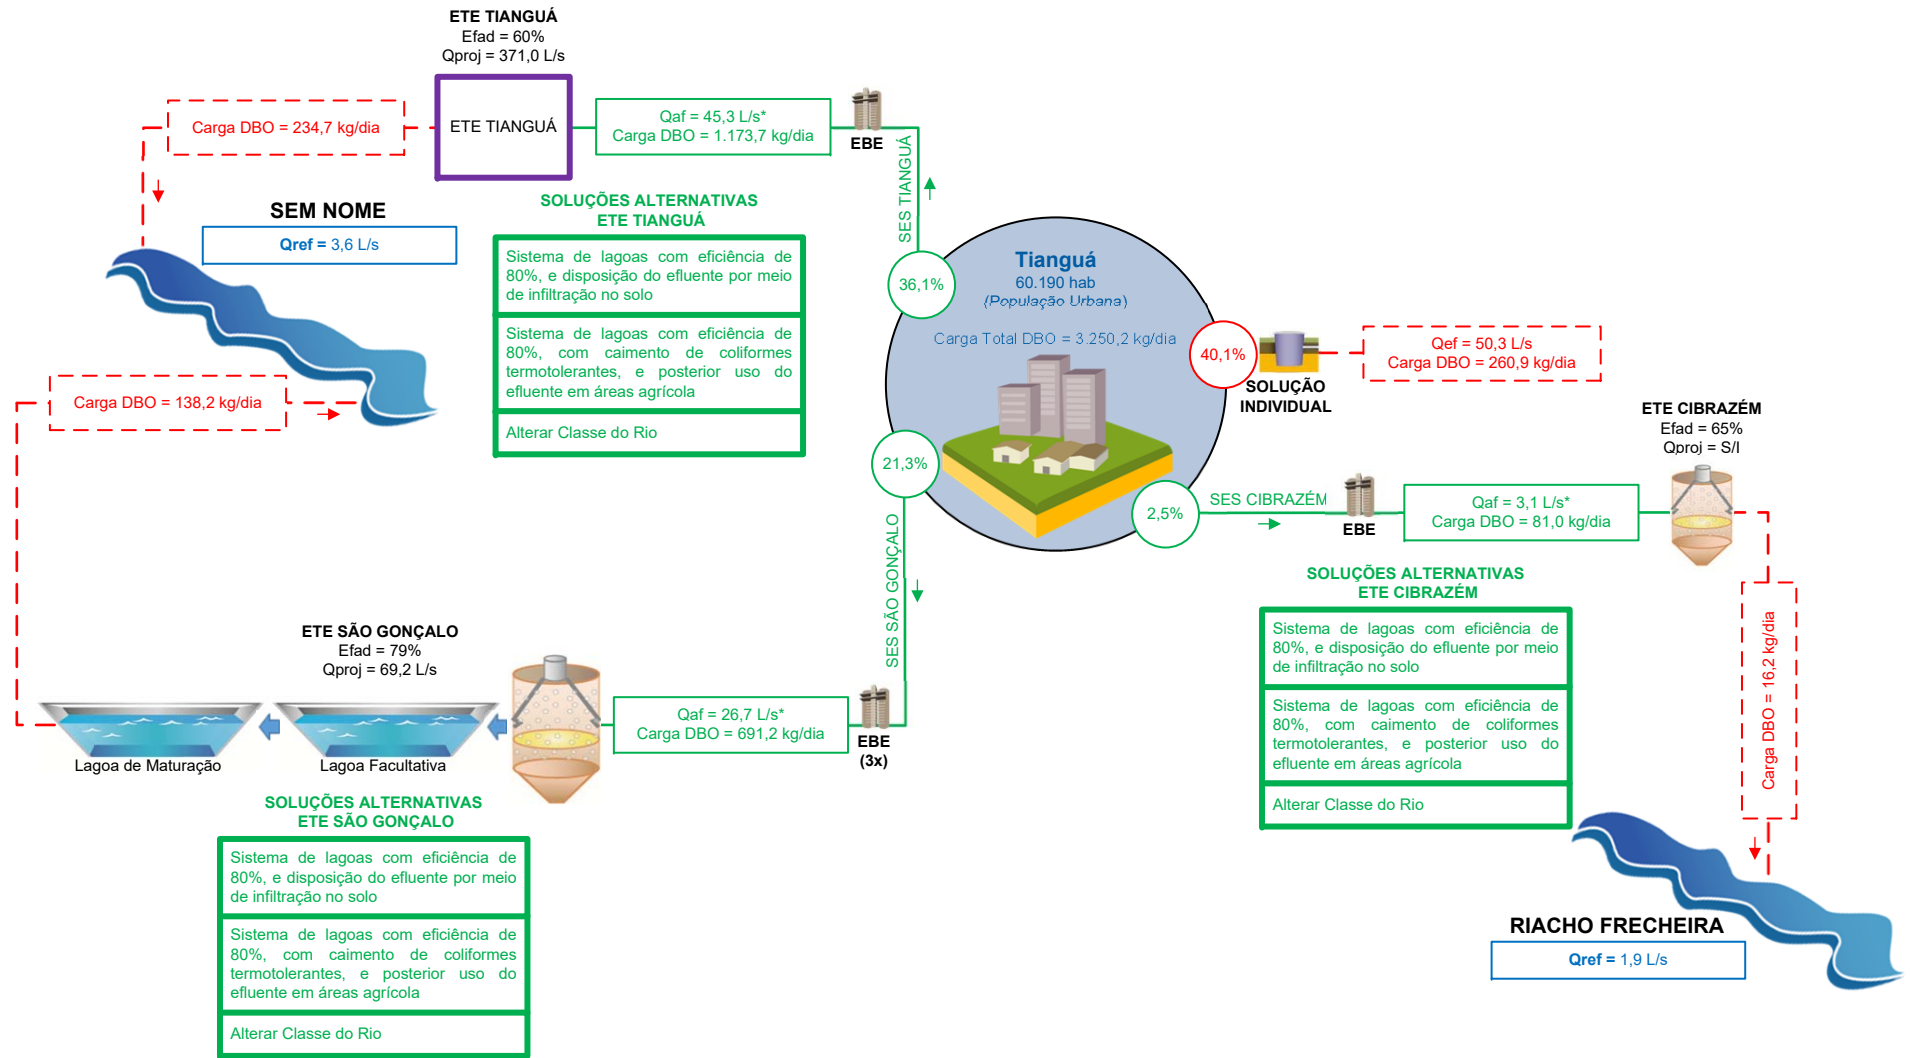 ETE TIANGUÁ
Efad = 60%
Qproj = 371,0 L/s
ETE TIANGUÁ
Carga DBO = 234,7 kg/dia
Qaf = 45,3 L/s*
Carga DBO = 1.173,7 kg/dia
EBE
SES TIANGUÁ
SEM NOME
Qref = 3,6 L/s
SOLUÇÕES ALTERNATIVAS
ETE TIANGUÁ
Sistema de lagoas com eficiência de
80%, e disposição do efluente por meio
de infiltração no solo
Sistema de lagoas com eficiência de
80%, com caimento de coliformes
termotolerantes, e posterior uso do
efluente em áreas agrícola
Alterar Classe do Rio
36,1%
Tianguá
60.190 hab
(População Urbana)
Carga Total DBO = 3.250,2 kg/dia
40,1%
SOLUÇÃO
INDIVIDUAL
Qef = 50,3 L/s
Carga DBO = 260,9 kg/dia
Carga DBO = 138,2 kg/dia
21,3%
2,5%
SES CIBRAZÉM
EBE
Qaf = 3,1 L/s*
Carga DBO = 81,0 kg/dia
ETE CIBRAZÉM
Efad = 65%
Qproj = S/I
SES SÃO GONÇALO
SOLUÇÕES ALTERNATIVAS
ETE CIBRAZÉM
Sistema de lagoas com eficiência de
80%, e disposição do efluente por meio
de infiltração no solo
Sistema de lagoas com eficiência de
80%, com caimento de coliformes
termotolerantes, e posterior uso do
efluente em áreas agrícola
Alterar Classe do Rio
Carga DBO = 16,2 kg/dia
ETE SÃO GONÇALO
Efad = 79%
Qproj = 69,2 L/s
Qaf = 26,7 L/s*
Carga DBO = 691,2 kg/dia
EBE
(3x)
Lagoa de Maturação
Lagoa Facultativa
SOLUÇÕES ALTERNATIVAS
ETE SÃO GONÇALO
Sistema de lagoas com eficiência de
80%, e disposição do efluente por meio
de infiltração no solo
Sistema de lagoas com eficiência de
80%, com caimento de coliformes
termotolerantes, e posterior uso do
efluente em áreas agrícola
Alterar Classe do Rio
RIACHO FRECHEIRA
Qref = 1,9 L/s